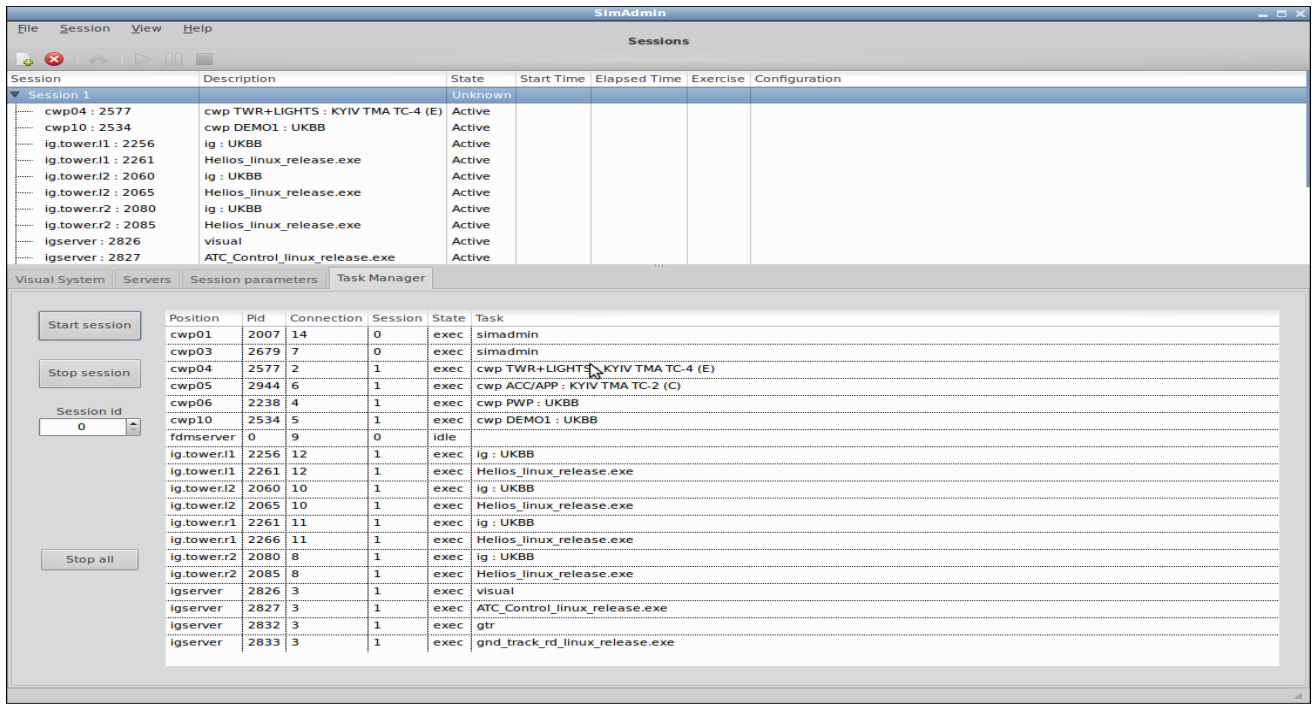 SimAdmin
File Session View Help
Sessions
Session Description State Start Time Elapsed Time Exercise Configuration
Session 1 Unknown
cwp04 : 2577 cwp TWR+LIGHTS : KYIV TMA TC-4 (E) Active
cwp10 : 2534 cwp DEMO1 : UKBB Active
ig.tower.l1 : 2256 ig : UKBB Active
ig.tower.l1 : 2261 Helios_linux_release.exe Active
ig.tower.l2 : 2060 ig : UKBB Active
ig.tower.l2 : 2065 Helios_linux_release.exe Active
ig.tower.r2 : 2080 ig : UKBB Active
ig.tower.r2 : 2085 Helios_linux_release.exe Active
igserver : 2826 visual Active
igserver : 2827 ATC_Control_linux_release.exe Active
Visual System Servers Session parameters Task Manager
Start session
Stop session
Session id
0
Stop all
Position Pid Connection Session State Task
cwp01 2007 14 0 exec simadmin
cwp03 2679 7 0 exec simadmin
cwp04 2577 2 1 exec cwp TWR+LIGHTS : KYIV TMA TC-4 (E)
cwp05 2944 6 1 exec cwp ACC/APP : KYIV TMA TC-2 (C)
cwp06 2238 4 1 exec cwp PWP : UKBB
cwp10 2534 5 1 exec cwp DEMO1 : UKBB
fdmserver 0 9 0 idle
ig.tower.l1 2256 12 1 exec ig : UKBB
ig.tower.l1 2261 12 1 exec Helios_linux_release.exe
ig.tower.l2 2060 10 1 exec ig : UKBB
ig.tower.l2 2065 10 1 exec Helios_linux_release.exe
ig.tower.r1 2261 11 1 exec ig : UKBB
ig.tower.r1 2266 11 1 exec Helios_linux_release.exe
ig.tower.r2 2080 8 1 exec ig : UKBB
ig.tower.r2 2085 8 1 exec Helios_linux_release.exe
igserver 2826 3 1 exec visual
igserver 2827 3 1 exec ATC_Control_linux_release.exe
igserver 2832 3 1 exec gtr
igserver 2833 3 1 exec gnd_track_rd_linux_release.exe